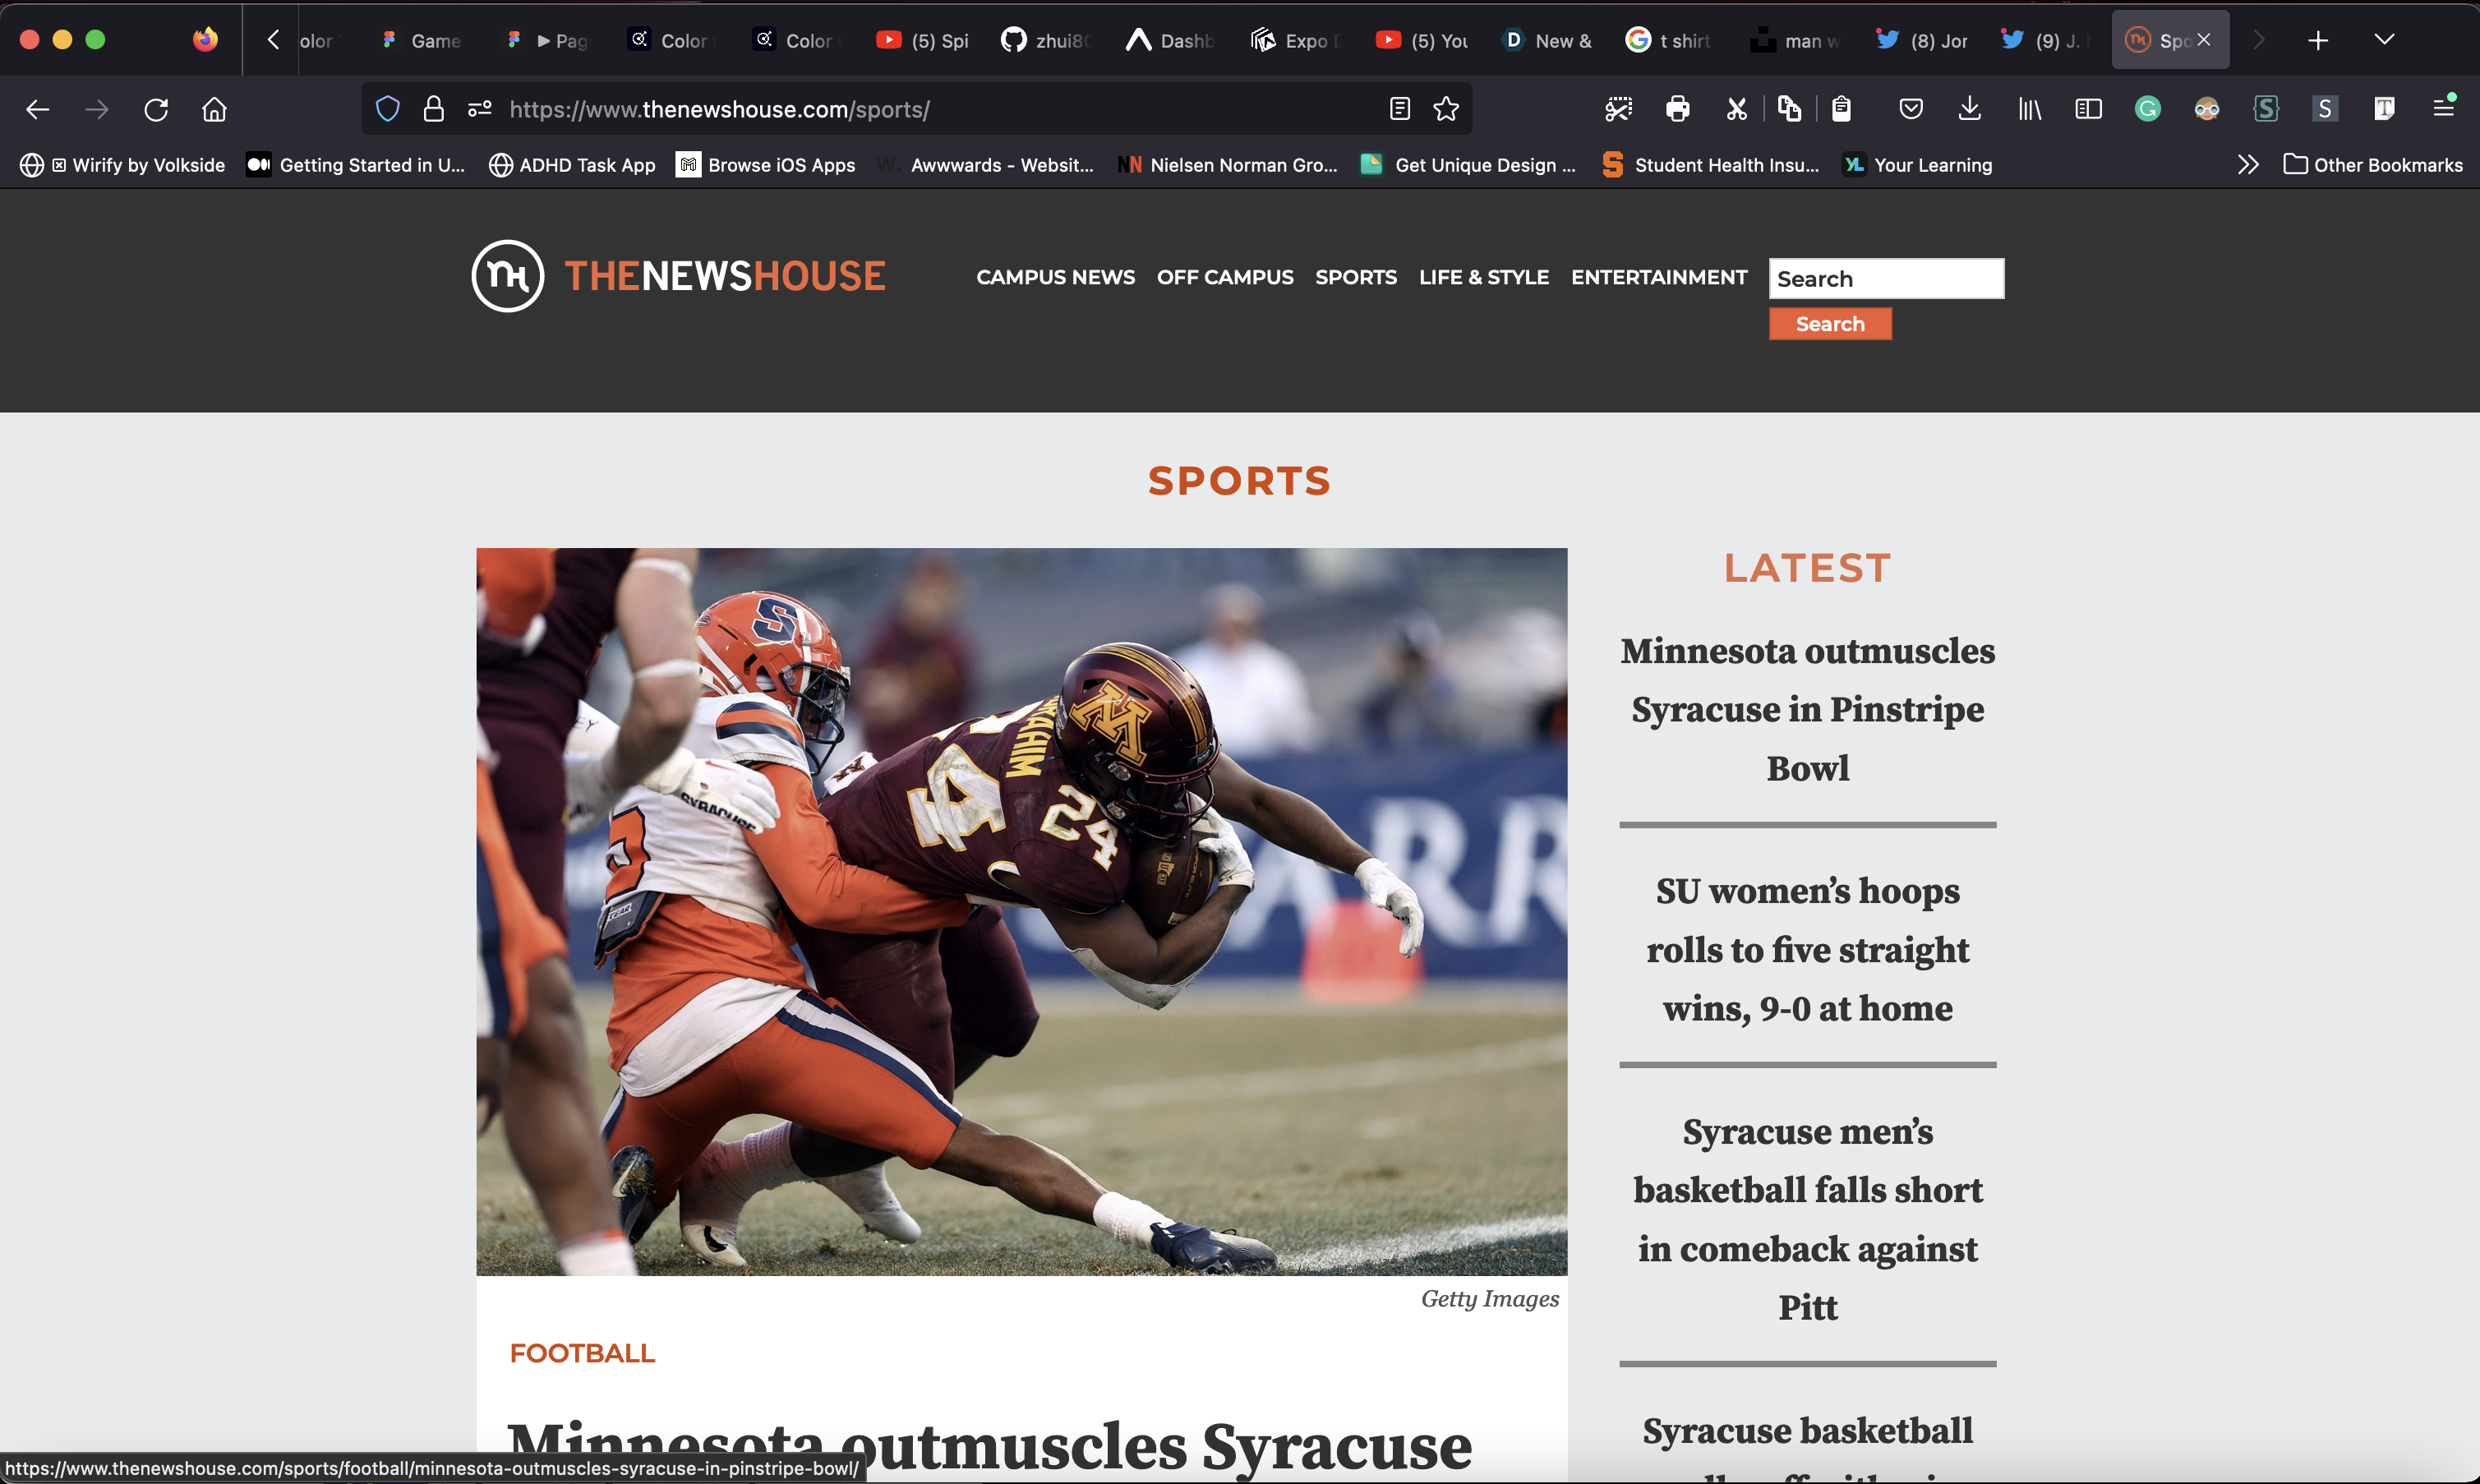 olor
Game
Pag
Color
Color
(5) Spi
zhui8
Dashb
Expo
(5) You
New &
t shirt
man w
(8) Jor
(9) J.
Spo
https://www.thenewshouse.com/sports/
Wirify by Volkside
Getting Started in U...
ADHD Task App
Browse iOS Apps
Awwwards - Websit...
Nielsen Norman Gro...
Get Unique Design ...
Student Health Insu...
Your Learning
Other Bookmarks
THENEWSHOUSE
CAMPUS NEWS
OFF CAMPUS
SPORTS
LIFE & STYLE
ENTERTAINMENT
Search
Search
SPORTS
SYRACUSE
24
Getty Images
FOOTBALL
Minnesota outmuscles Syracuse
LATEST
Minnesota outmuscles
Syracuse in Pinstripe
Bowl
SU women’s hoops
rolls to five straight
wins, 9-0 at home
Syracuse men’s
basketball falls short
in comeback against
Pitt
Syracuse basketball
https://www.thenewshouse.com/sports/football/minnesota-outmuscles-syracuse-in-pinstripe-bowl/